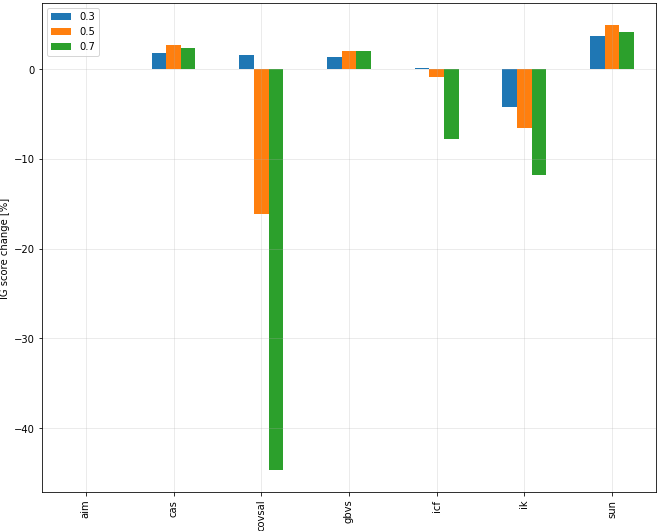 0.3
0.5
0.7
0
−10
−20
−30
−40
IG score change [%]
aim
cas
covsal
gbvs
icf
ik
sun